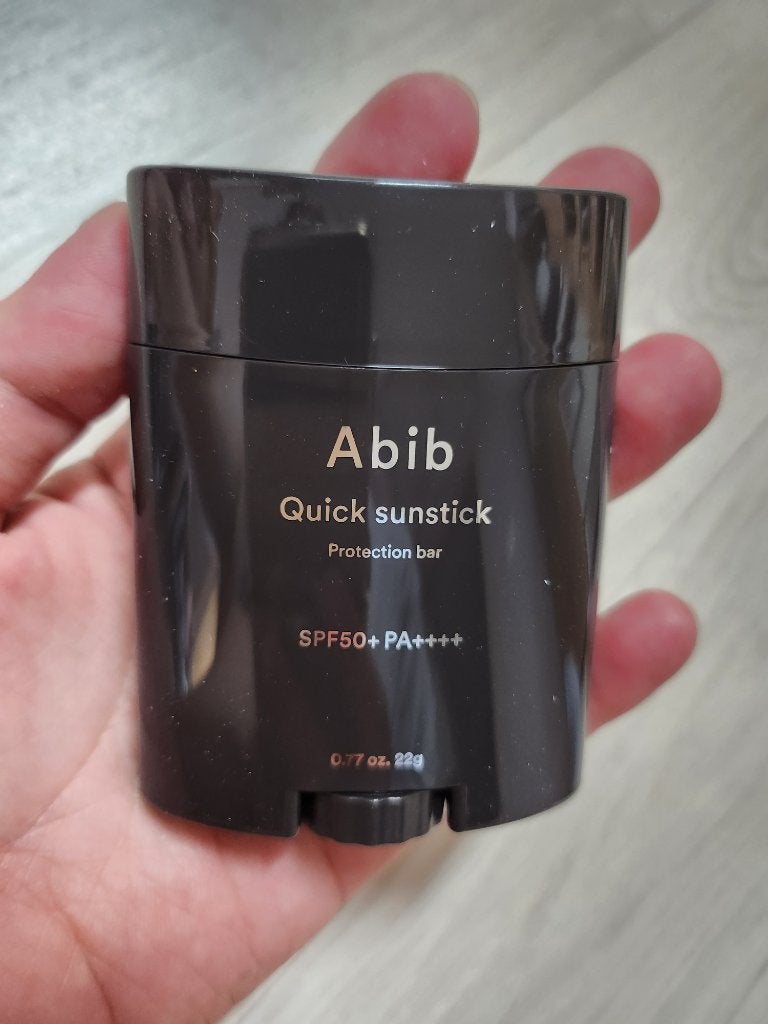 Abib
Quick sunstick
Protection bar
SPF50+ PA++++
0.77 oz. 22g